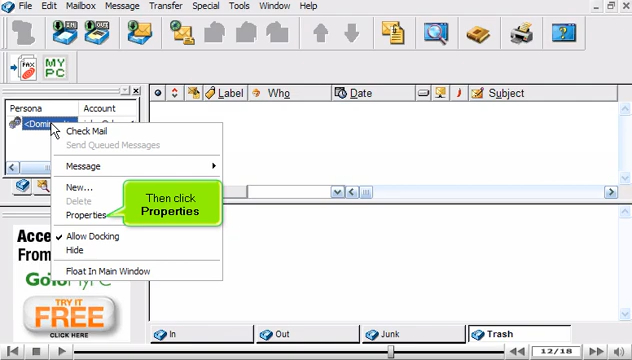 File Edit Mailbox Message Transfer Special Tools Window Help
FAX
MY
PC
Label Who Date Subject
Persona Account
<Domin
Check Mail
Send Queued Messages
Message
New...
Delete
Properties
Then click
Properties
Allow Docking
Hide
Float In Main Window
Acce
From
GoToMyPC
TRY IT
FREE
CLICK HERE
In Out Junk Trash
12/18